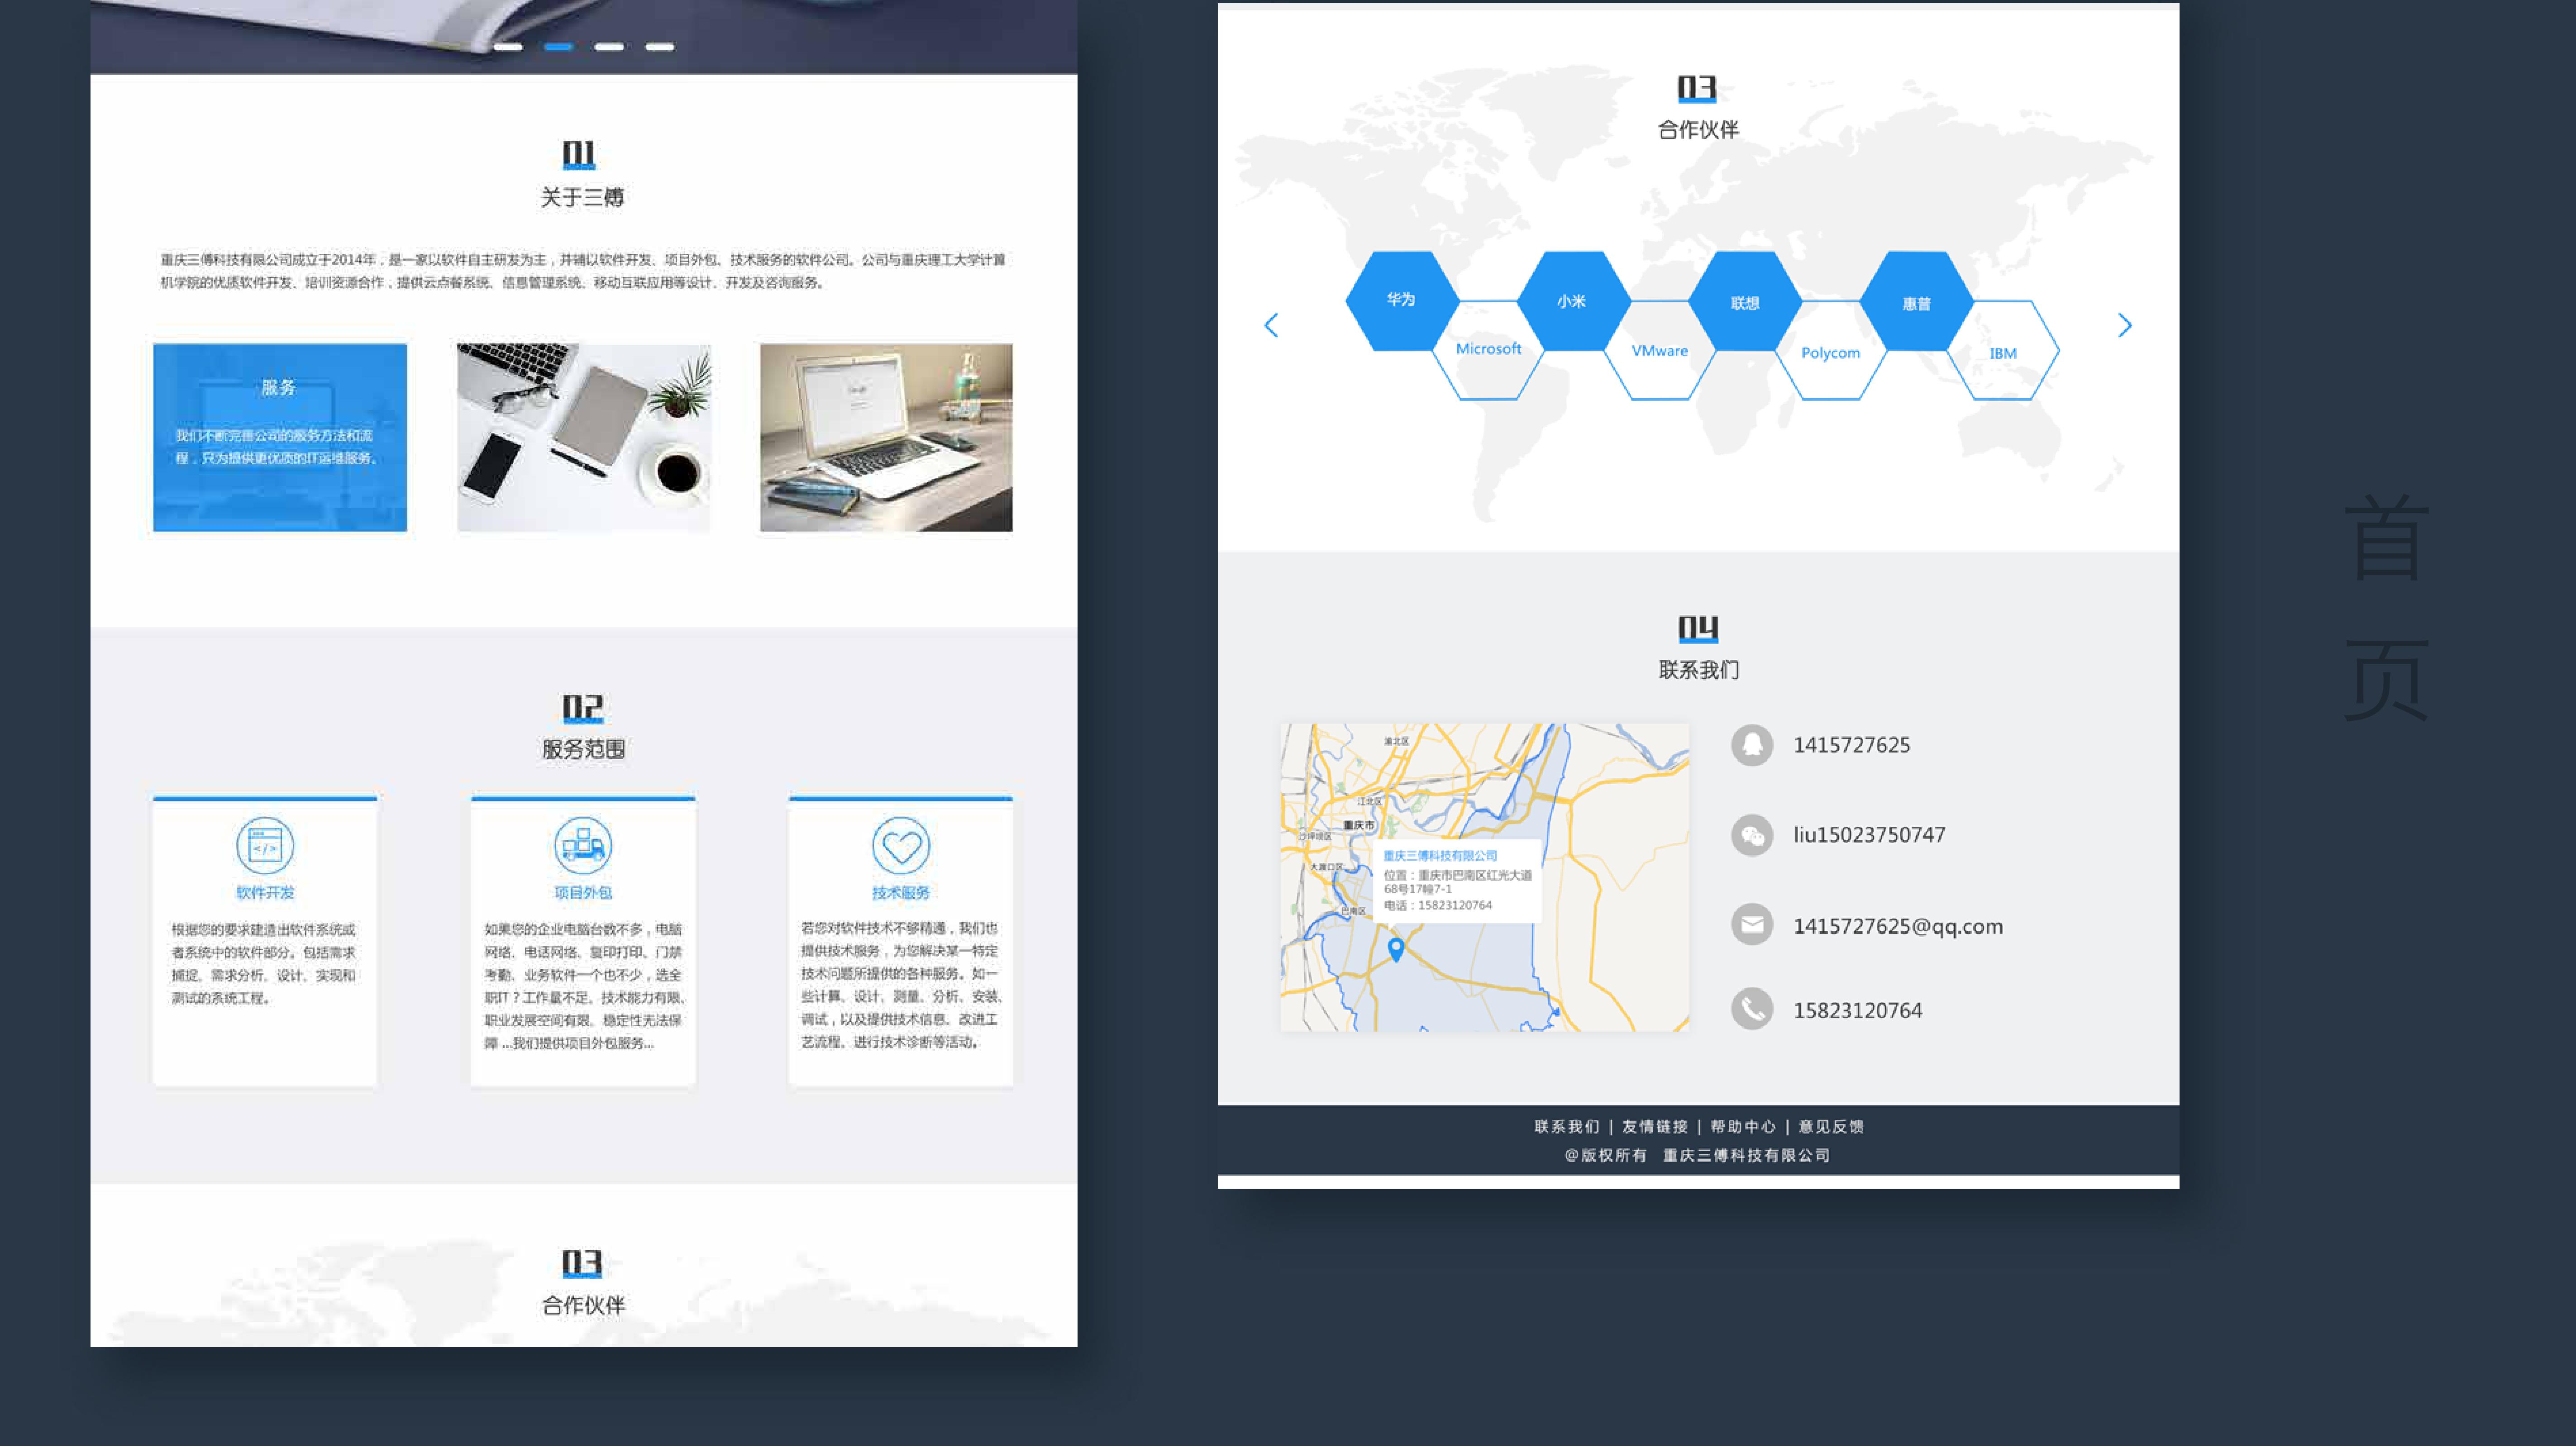 01
关于三傅
重庆三傅科技有限公司成立于2014年，是一家以软件自主研发为主，并辅以软件开发、项目外包、技术服务的软件公司。公司与重庆理工大学计算
机学院的优质软件开发、培训资源合作，提供云点餐系统、信息管理系统、移动互联应用等设计、开发及咨询服务。
服务
我们不断完善公司的服务方法和流
程，只为提供更优质的IT运维服务。
02
服务范围
软件开发
根据您的要求建造出软件系统或
者系统中的软件部分。包括需求
捕捉、需求分析、设计、实现和
测试的系统工程。
项目外包
如果您的企业电脑台数不多，电脑
网络、电话网络、复印打印、门禁
考勤、业务软件一个也不少，选全
职IT？工作量不足、技术能力有限、
职业发展空间有限、稳定性无法保
障 ...我们提供项目外包服务...
技术服务
若您对软件技术不够精通，我们也
提供技术服务，为您解决某一特定
技术问题所提供的各种服务。如一
些计算、设计、测量、分析、安装、
调试，以及提供技术信息、改进工
艺流程、进行技术诊断等活动。
03
合作伙伴
03
合作伙伴
华为
小米
联想
惠普
Microsoft
VMware
Polycom
IBM
04
联系我们
渝北区
江北区
重庆市
沙坪坝区
大渡口区
巴南区
重庆三傅科技有限公司
位置：重庆市巴南区红光大道
68号17幢7-1
电话：15823120764
1415727625
liu15023750747
1415727625@qq.com
15823120764
联系我们 | 友情链接 | 帮助中心 | 意见反馈
@版权所有 重庆三傅科技有限公司
首
页